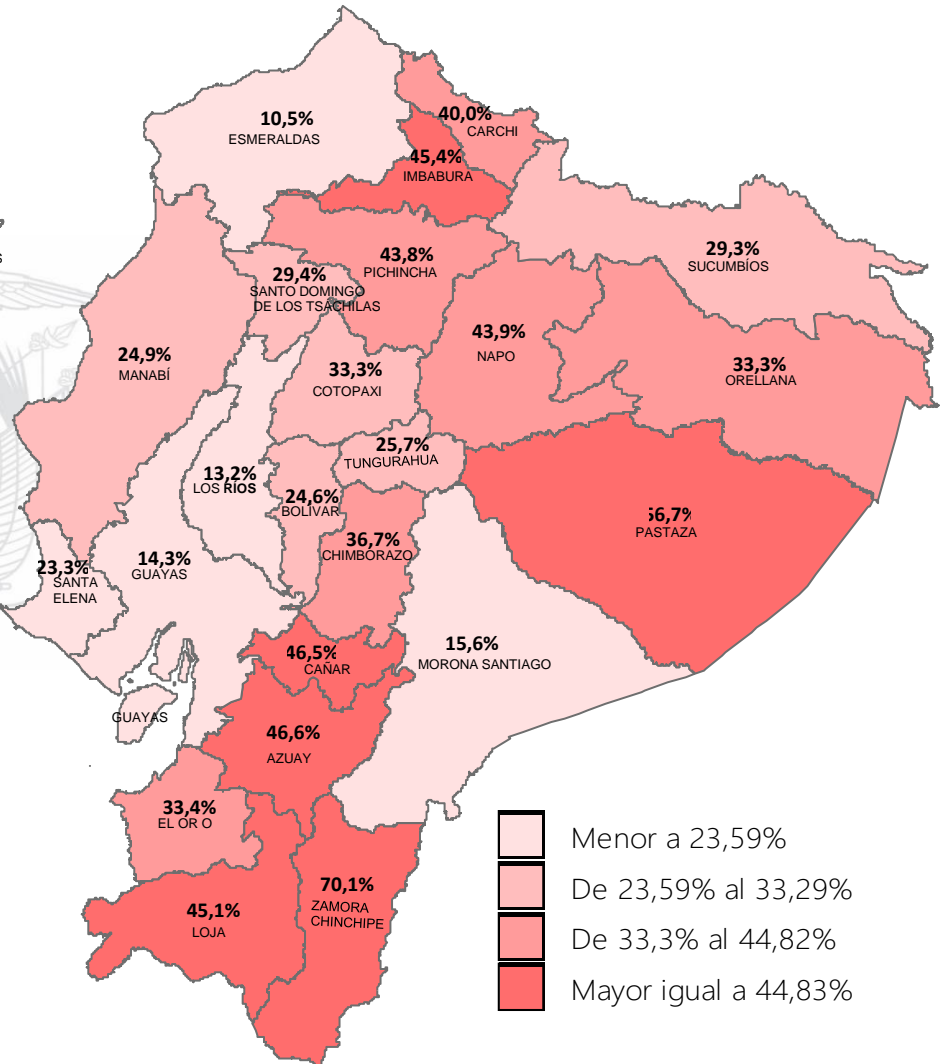 10,5%
ESMERALDAS
40,0%
CARCHI
45,4%
IMBABURA
29,3%
SUCUMBÍOS
43,8%
PICHINCHA
29,4%
SANTO DOMINGO
DE LOS TSÁCHILAS
43,9%
NAPO
24,9%
MANABÍ
33,3%
COTOPAXI
33,3%
ORELLANA
25,7%
TUNGURAHUA
13,2%
LOS RÍOS
24,6%
BOLÍVAR
56,7%
PASTAZA
36,7%
CHIMBORAZO
23,3%
SANTA
ELENA
14,3%
GUAYAS
15,6%
MORONA SANTIAGO
46,5%
CAÑAR
GUAYAS
46,6%
AZUAY
33,4%
EL OR O
70,1%
ZAMORA
CHINCHIPE
45,1%
LOJA
Menor a 23,59%
De 23,59% al 33,29%
De 33,3% al 44,82%
Mayor igual a 44,83%